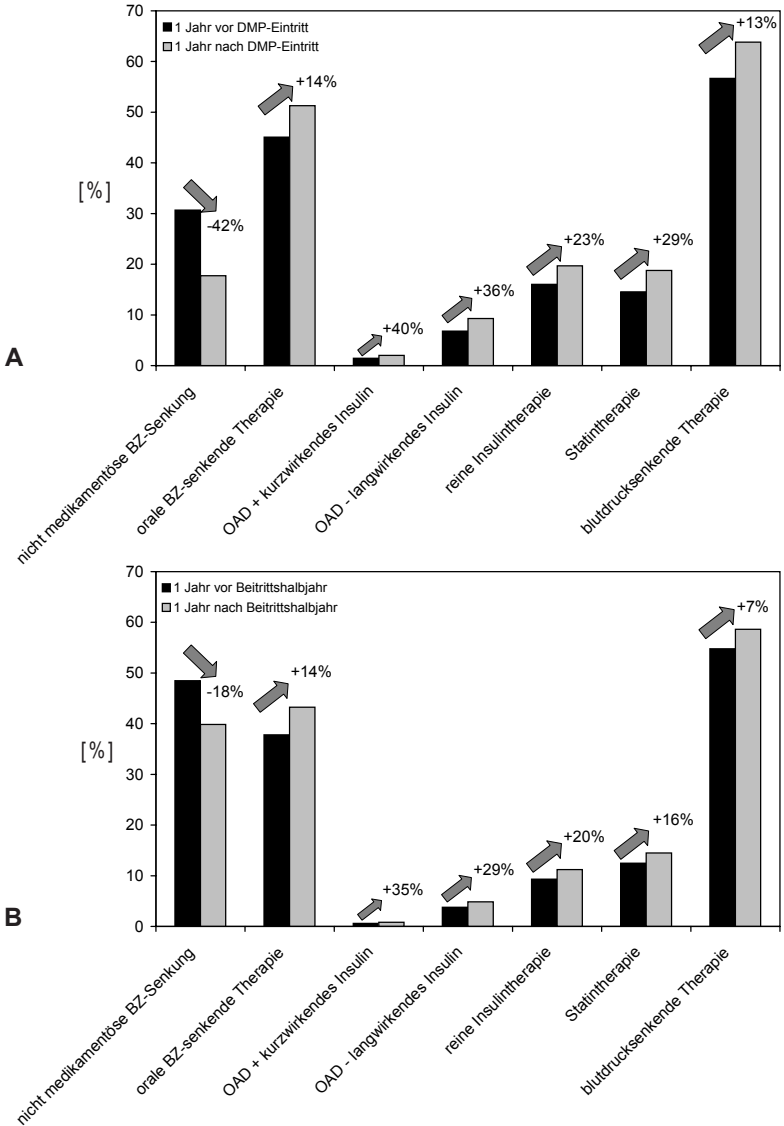 70
60
50
40
30
20
10
0
[%]
1 Jahr vor DMP-Eintritt
1 Jahr nach DMP-Eintritt
-42%
+14%
+40%
+36%
+23%
+29%
+13%
A
nicht medikamentöse BZ-Senkung
orale BZ-senkende Therapie
OAD + kurzwirkendes Insulin
OAD - langwirkendes Insulin
reine Insulintherapie
Statintherapie
blutdrucksenkende Therapie
70
60
50
40
30
20
10
0
[%]
1 Jahr vor Beitrittshalbjahr
1 Jahr nach Beitrittshalbjahr
-18%
+14%
+35%
+29%
+20%
+16%
+7%
B
nicht medikamentöse BZ-Senkung
orale BZ-senkende Therapie
OAD + kurzwirkendes Insulin
OAD - langwirkendes Insulin
reine Insulintherapie
Statintherapie
blutdrucksenkende Therapie